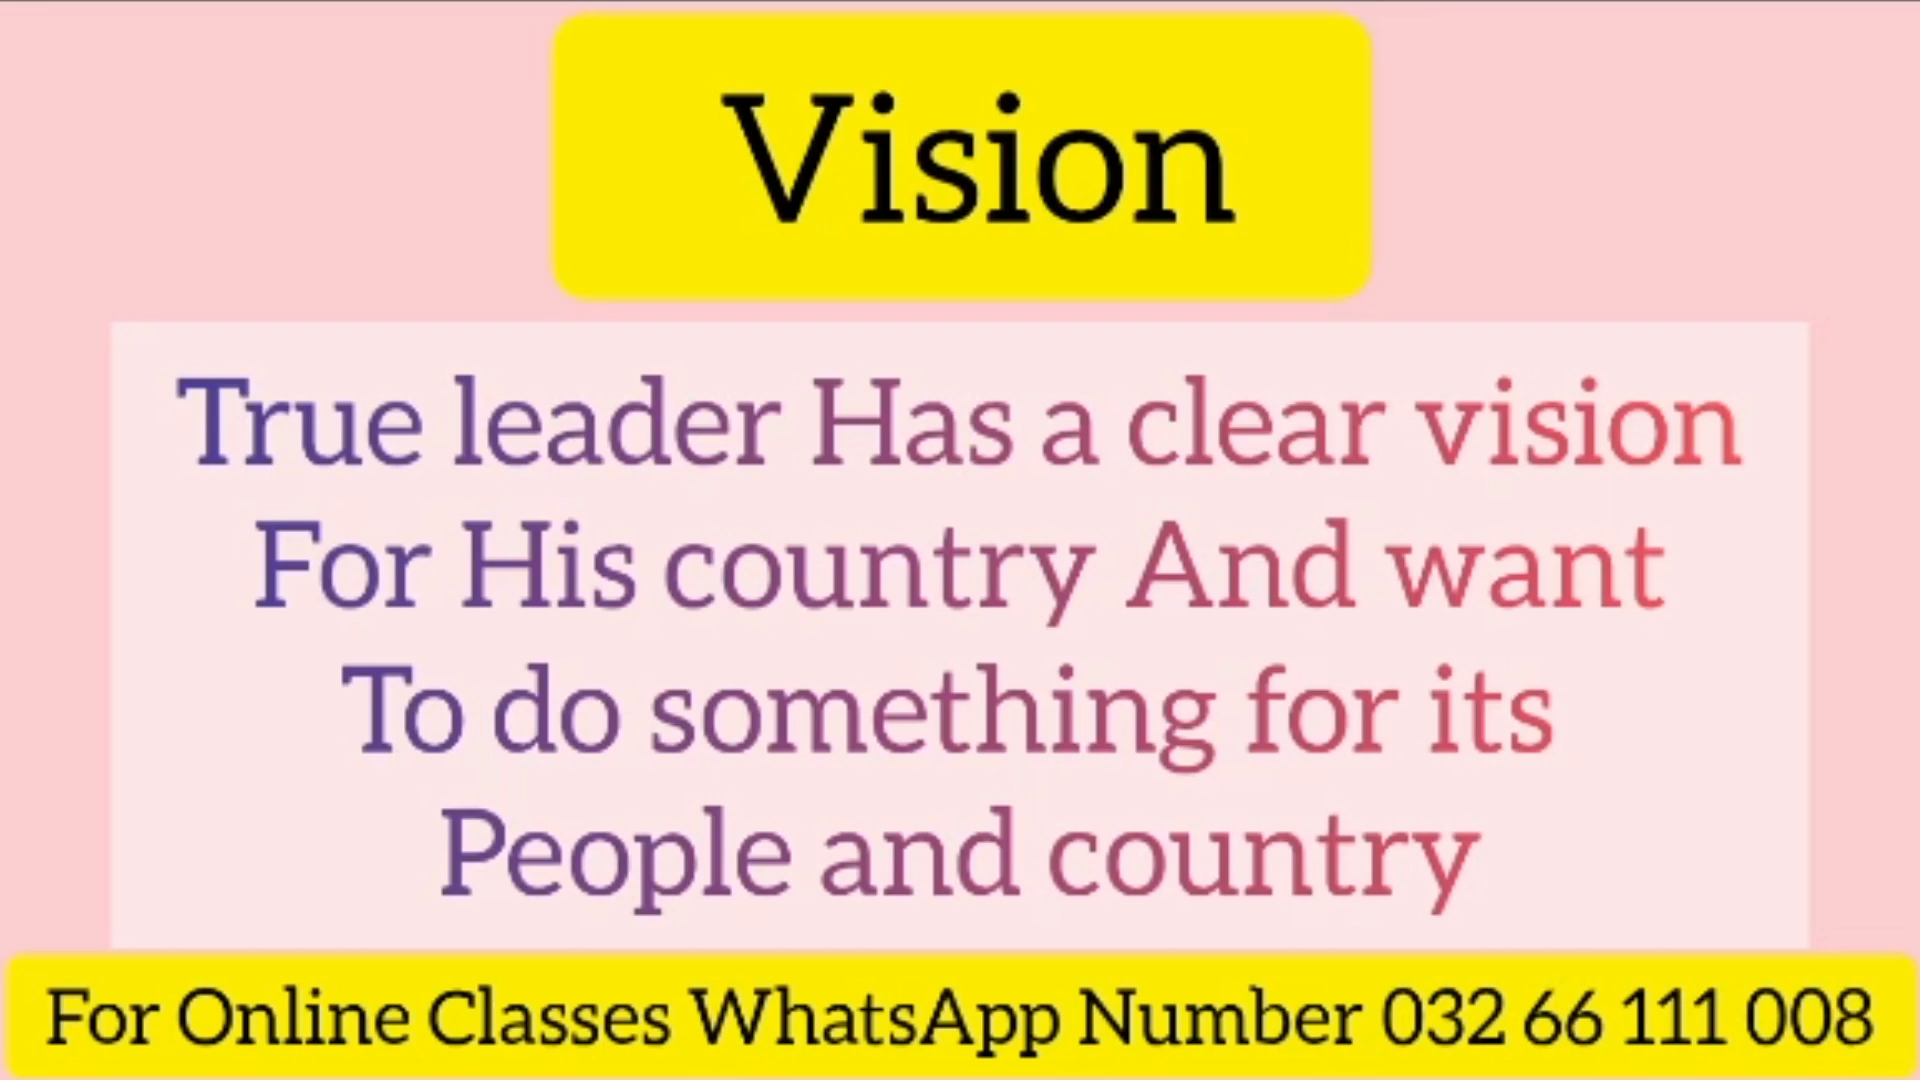 Vision
True leader Has a clear vision
For His country And want
To do something for its
People and country
For Online Classes WhatsApp Number 032 66 111 008